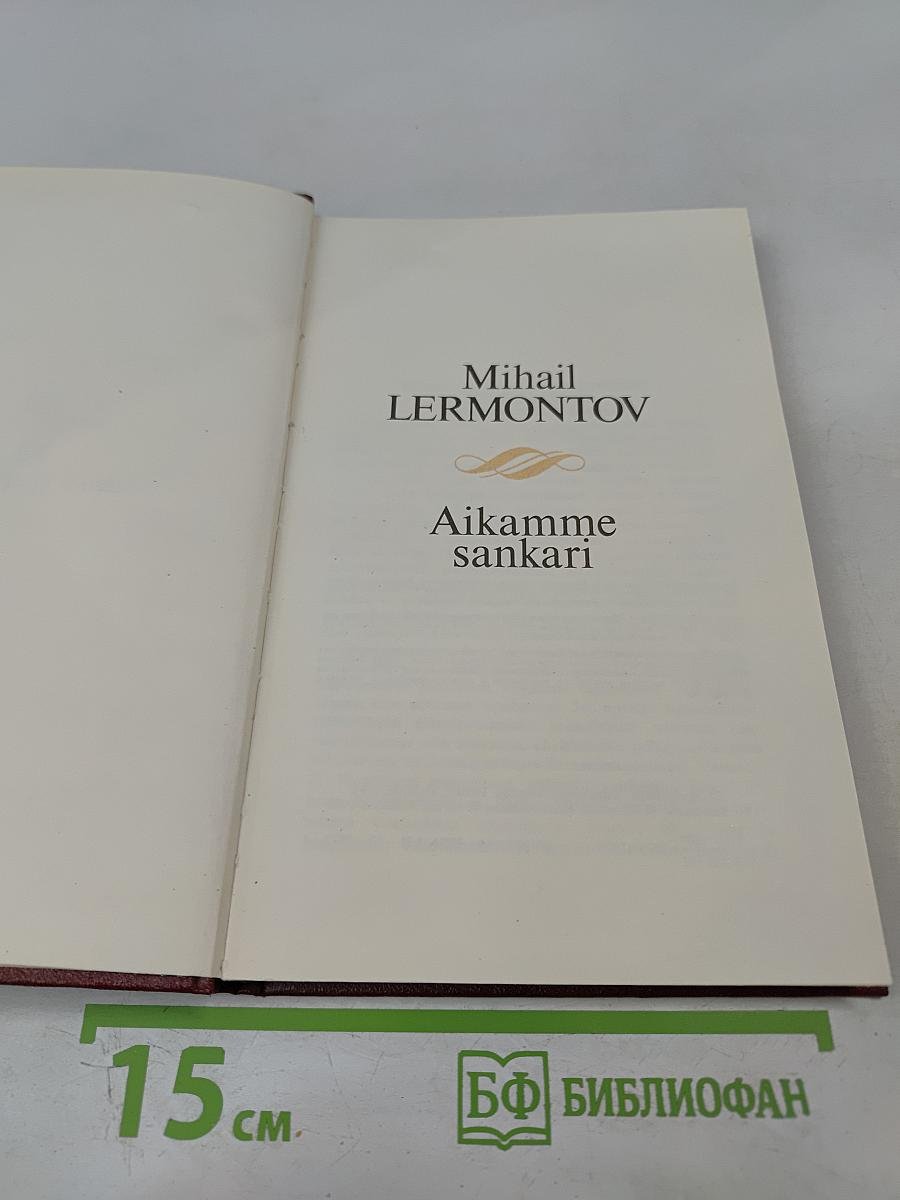 Mihail
LERMONTOV
Aikamme
sankari
15 см
БФ БИБЛИОФАН